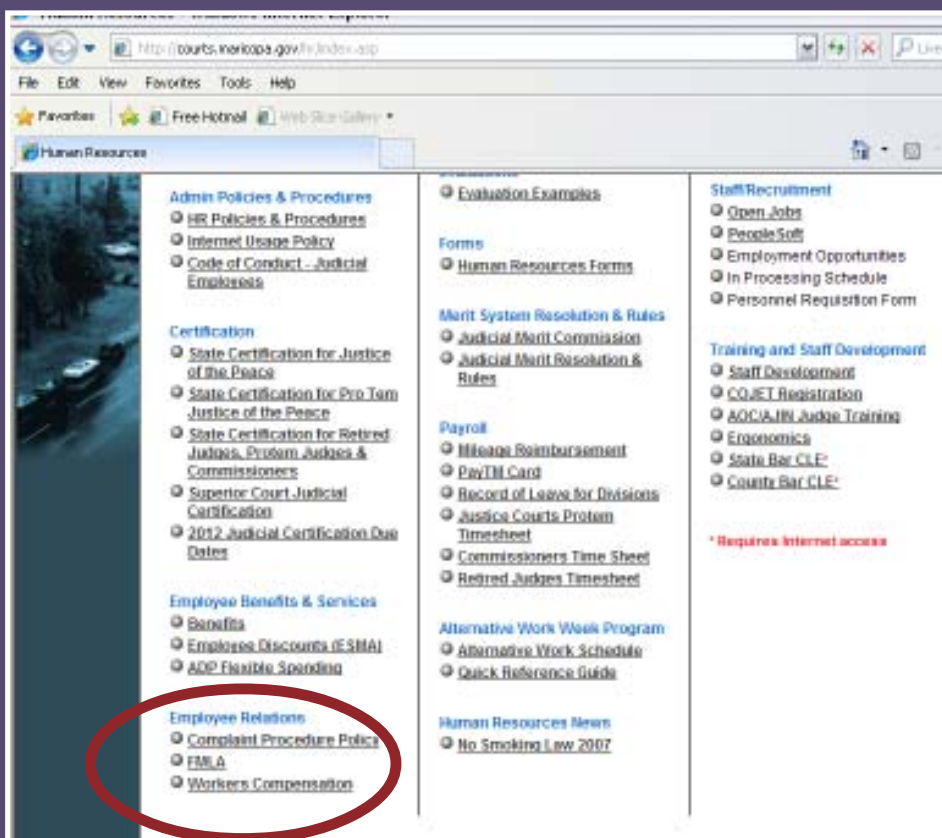 Human Resources - Windows Internet Explorer
http://courts.maricopa.gov/hr/index.asp
Live
File Edit View Favorites Tools Help
Favorites Free Hotmail Web Slice Gallery
Human Resources
Admin Policies & Procedures
HR Policies & Procedures
Internet Usage Policy
Code of Conduct - Judicial
Employees
Certification
State Certification for Justice
of the Peace
State Certification for Pro Tem
Justice of the Peace
State Certification for Retired
Judges, Protem Judges &
Commissioners
Superior Court Judicial
Certification
2012 Judicial Certification Due
Dates
Employee Benefits & Services
Benefits
Employee Discounts (ESMA)
ADP Flexible Spending
Employee Relations
Complaint Procedure Policy
FMLA
Workers Compensation
Evaluations
Evaluation Examples
Forms
Human Resources Forms
Merit System Resolution & Rules
Judicial Merit Commission
Judicial Merit Resolution &
Rules
Payroll
Mileage Reimbursement
PayTM Card
Record of Leave for Divisions
Justice Courts Protem
Timesheet
Commissioners Time Sheet
Retired Judges Timesheet
Alternative Work Week Program
Alternative Work Schedule
Quick Reference Guide
Human Resources News
No Smoking Law 2007
Staff/Recruitment
Open Jobs
PeopleSoft
Employment Opportunities
In Processing Schedule
Personnel Requisition Form
Training and Staff Development
Staff Development
COJET Registration
AOC/AJIN Judge Training
Ergonomics
State Bar CLE*
County Bar CLE*
* Requires Internet access